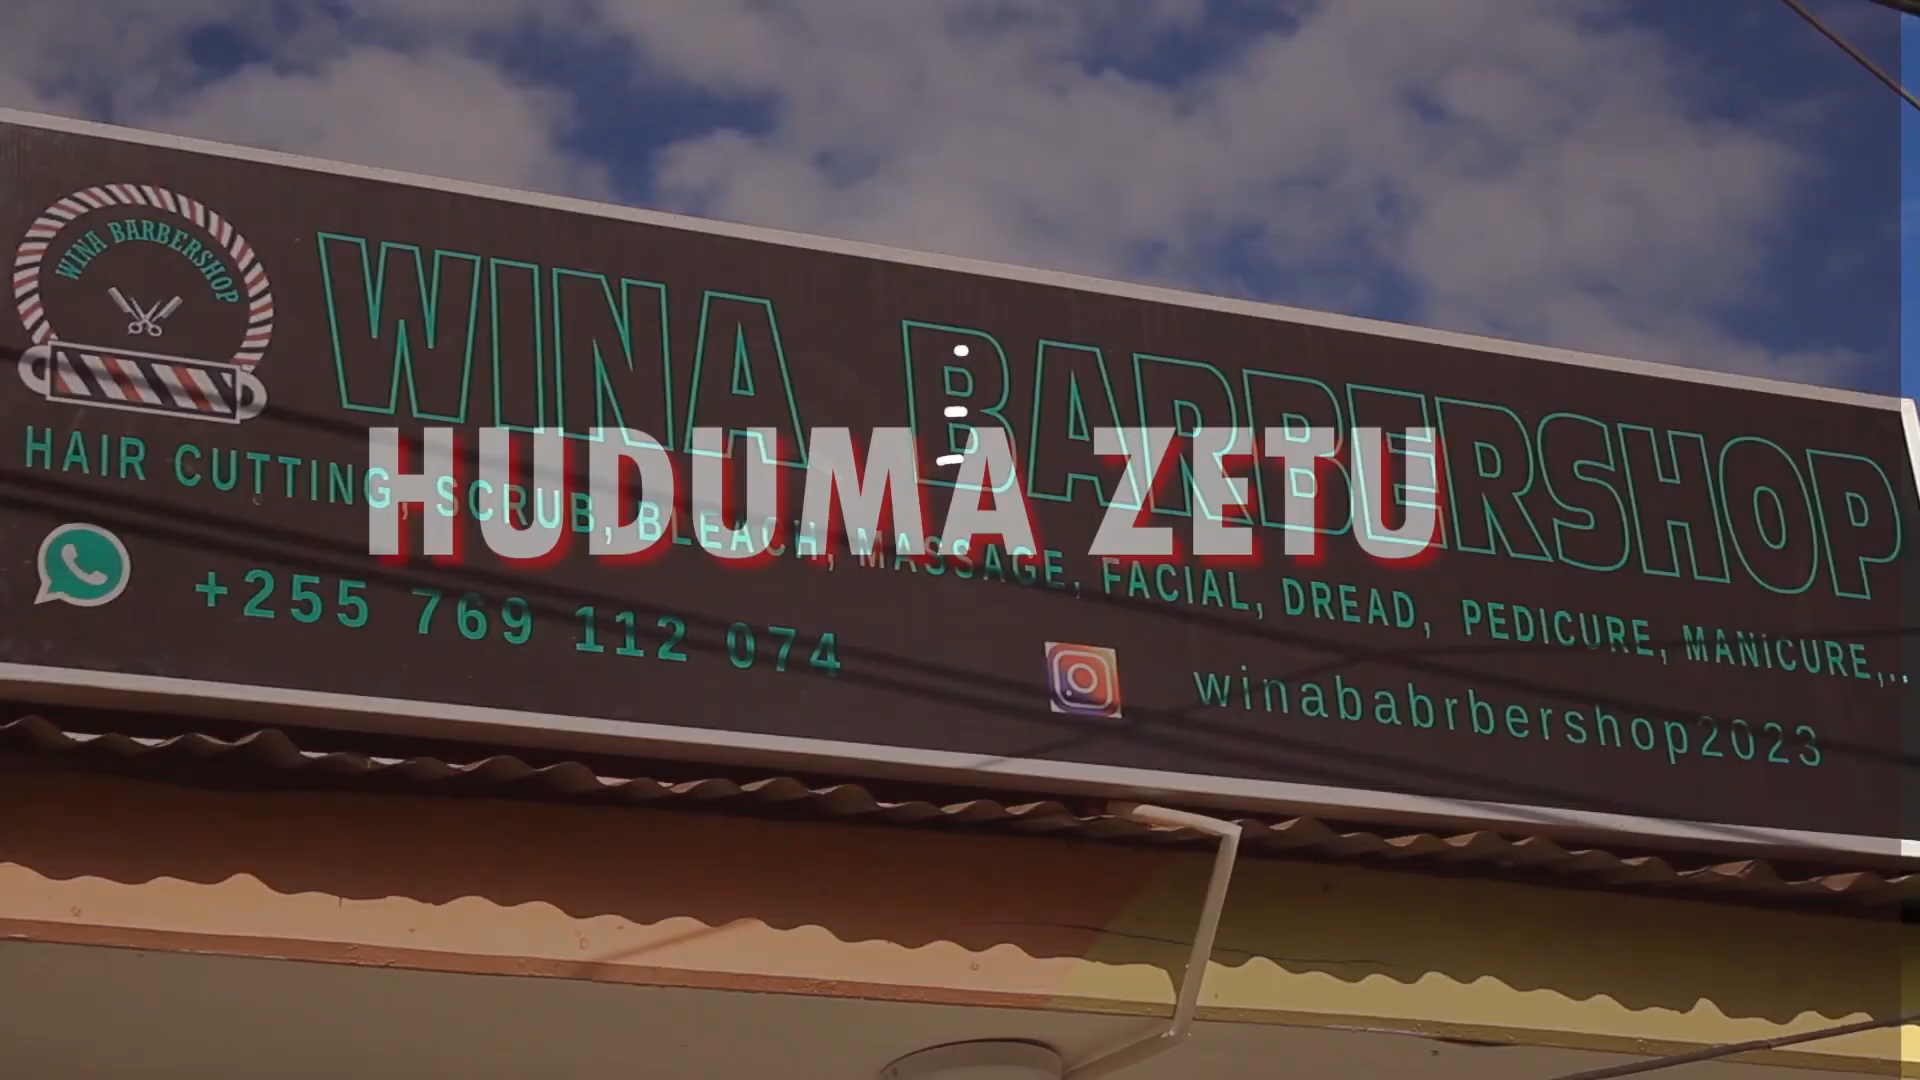 WINA BARBERSHOP
WINA BARBERSHOP
HUDUMA ZETU
HAIR CUTTING, SCRUB, BLEACH, MASSAGE, FACIAL, DREAD, PEDICURE, MANICURE,..
+255 769 112 074
winababrbershop2023